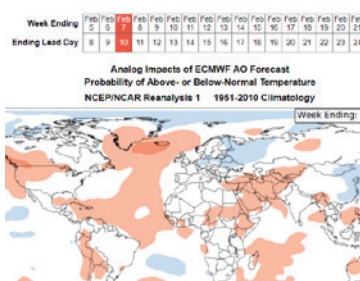 Week Ending Feb 5 Feb 6 Feb 7 Feb 8 Feb 9 Feb 10 Feb 11 Feb 12 Feb 13 Feb 14 Feb 15 Feb 16 Feb 17 Feb 18 Feb 19 Feb 20 Feb 21
Ending Lead Day 8 9 10 11 12 13 14 15 16 17 18 19 20 21 22 23 24
Analog Impacts of ECMWF AO Forecast
Probability of Above- or Below-Normal Temperature
NCEP/NCAR Reanalysis 1 1951-2010 Climatology
Week Ending: